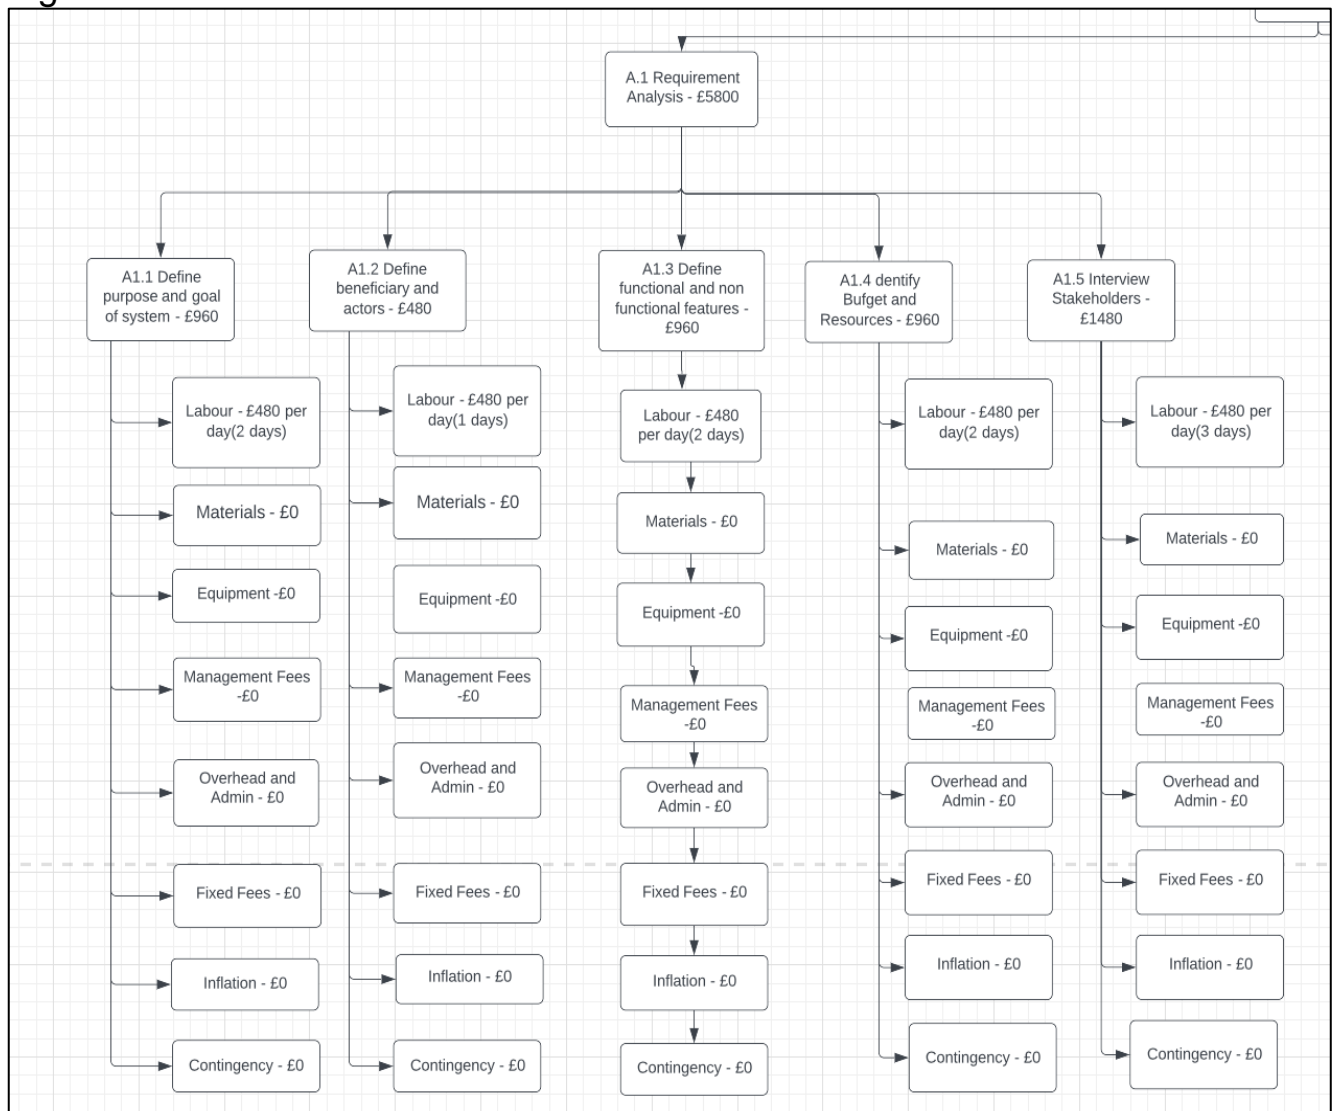 A.1 Requirement
Analysis - £5800
A1.1 Define
purpose and goal
of system - £960
Labour - £480 per
day(2 days)
Materials - £0
Equipment -£0
Management Fees
-£0
Overhead and
Admin - £0
Fixed Fees - £0
Inflation - £0
Contingency - £0
A1.2 Define
beneficiary and
actors - £480
Labour - £480 per
day(1 days)
Materials - £0
Equipment -£0
Management Fees
-£0
Overhead and
Admin - £0
Fixed Fees - £0
Inflation - £0
Contingency - £0
A1.3 Define
functional and non
functional features -
£960
Labour - £480
per day(2 days)
Materials - £0
Equipment -£0
Management Fees
-£0
Overhead and
Admin - £0
Fixed Fees - £0
Inflation - £0
Contingency - £0
A1.4 dentify
Bufget and
Resources - £960
Labour - £480 per
day(2 days)
Materials - £0
Equipment -£0
Management Fees
-£0
Overhead and
Admin - £0
Fixed Fees - £0
Inflation - £0
Contingency - £0
A1.5 Interview
Stakeholders -
£1480
Labour - £480 per
day(3 days)
Materials - £0
Equipment -£0
Management Fees
-£0
Overhead and
Admin - £0
Fixed Fees - £0
Inflation - £0
Contingency - £0